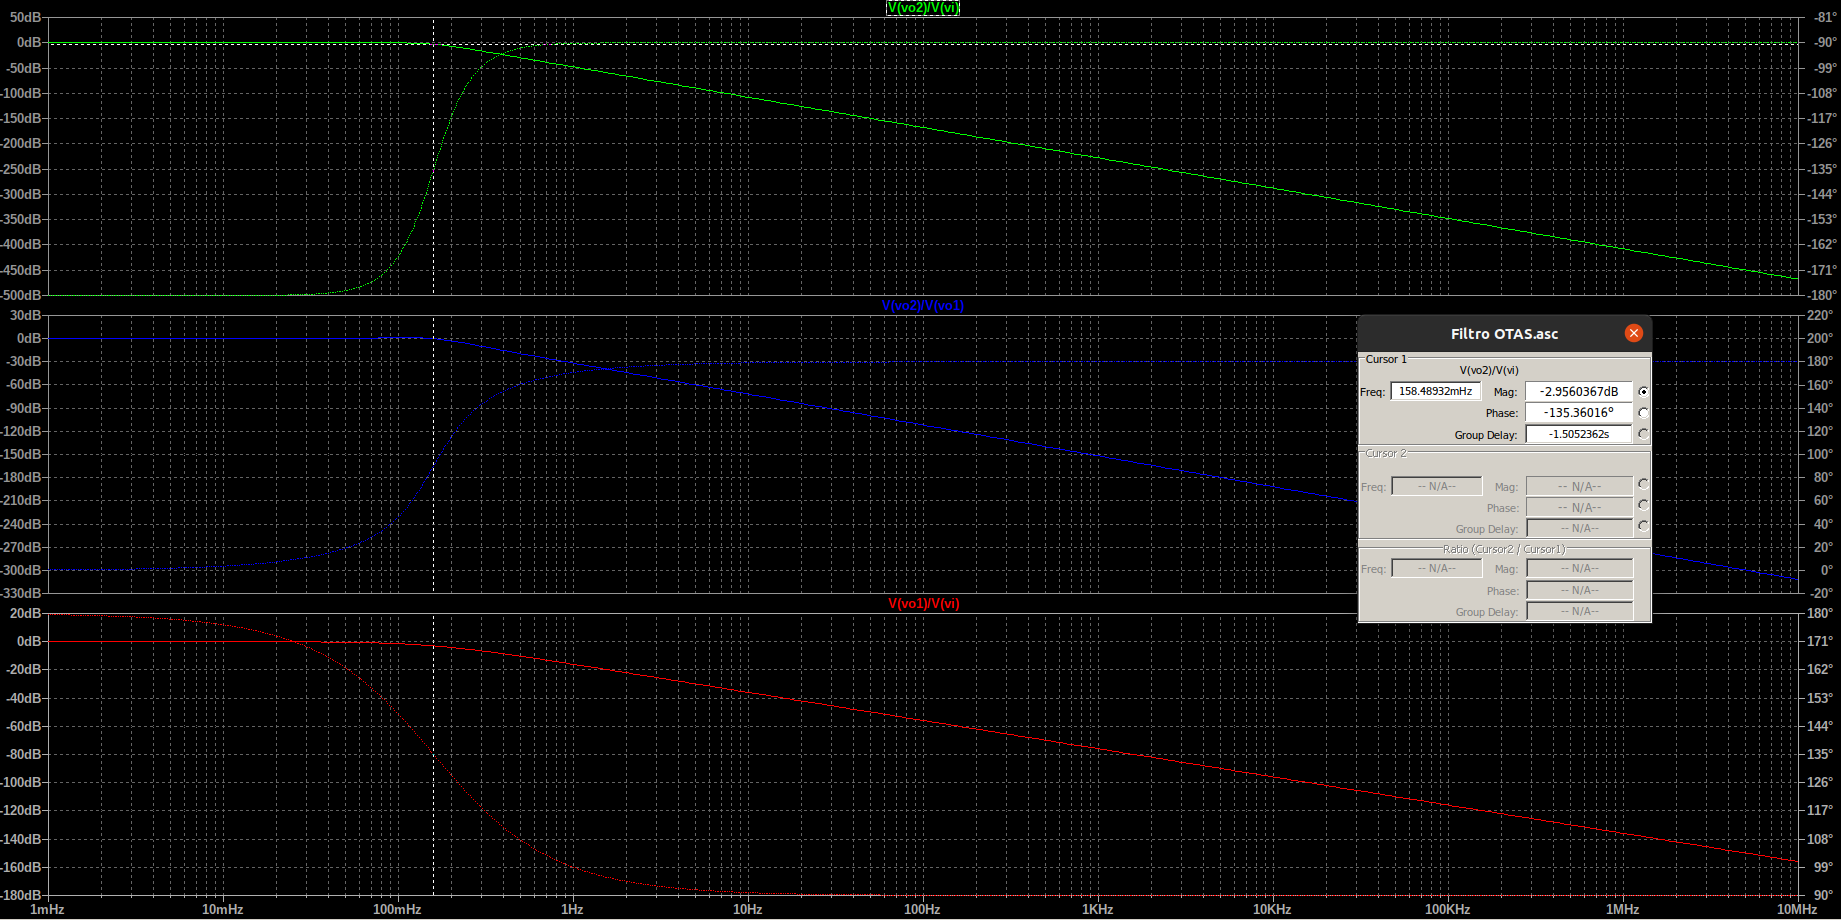 V(vo2)/V(vi)
50dB
0dB
-50dB
-100dB
-150dB
-200dB
-250dB
-300dB
-350dB
-400dB
-450dB
-500dB
-81°
-90°
-99°
-108°
-117°
-126°
-135°
-144°
-153°
-162°
-171°
-180°
V(vo2)/V(vo1)
30dB
0dB
-30dB
-60dB
-90dB
-120dB
-150dB
-180dB
-210dB
-240dB
-270dB
-300dB
-330dB
220°
200°
180°
160°
140°
120°
100°
80°
60°
40°
20°
0°
-20°
Filtro OTAS.asc
Cursor 1
V(vo2)/V(vi)
Freq: 158.48932mHz Mag: -2.9560367dB
Phase: -135.36016°
Group Delay: -1.5052362s
Cursor 2
Freq: -- N/A-- Mag: -- N/A--
Phase: -- N/A--
Group Delay: -- N/A--
Ratio (Cursor2 / Cursor1)
Freq: -- N/A-- Mag: -- N/A--
Phase: -- N/A--
Group Delay: -- N/A--
V(vo1)/V(vi)
20dB
0dB
-20dB
-40dB
-60dB
-80dB
-100dB
-120dB
-140dB
-160dB
-180dB
180°
171°
162°
153°
144°
135°
126°
117°
108°
99°
90°
1mHz 10mHz 100mHz 1Hz 10Hz 100Hz 1KHz 10KHz 100KHz 1MHz 10MHz